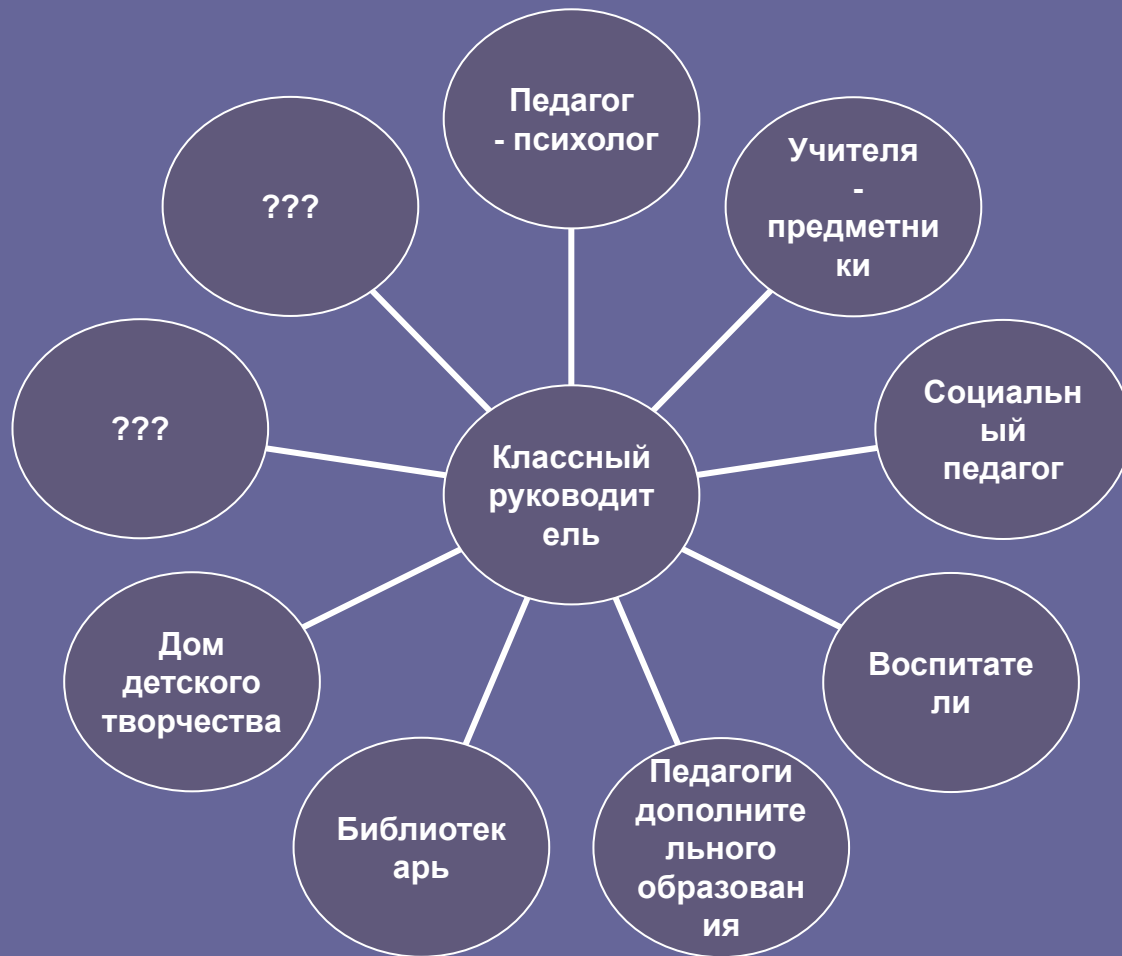 Педагог
- психолог
Учителя
-
предметни
ки
Социальн
ый
педагог
Воспитате
ли
Педагоги
дополните
льного
образован
ия
Библиотек
арь
Дом
детского
творчества
???
???
Классный
руководит
ель